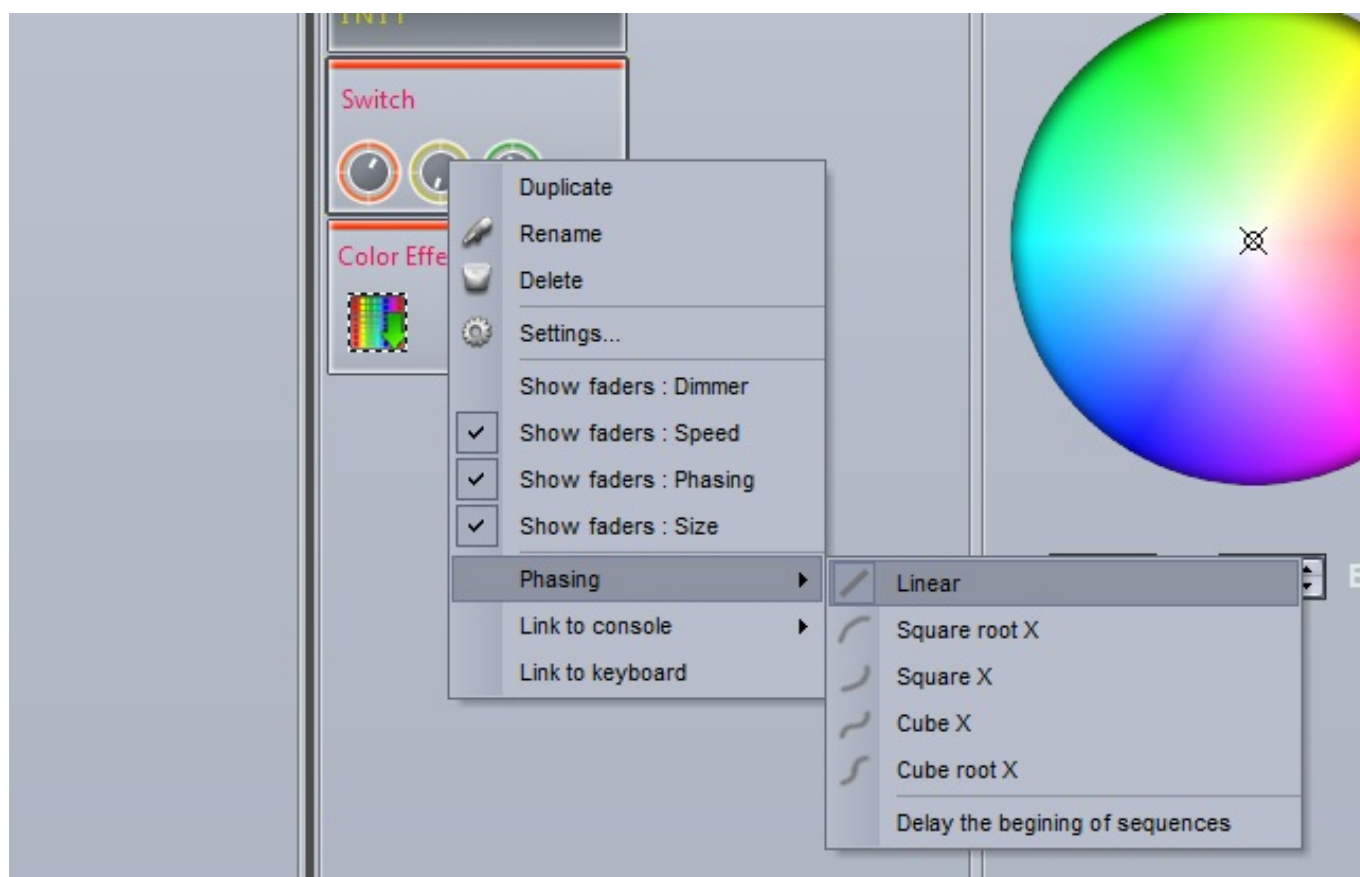 INIT
Switch
Color Effe
Duplicate
Rename
Delete
Settings...
Show faders : Dimmer
Show faders : Speed
Show faders : Phasing
Show faders : Size
Phasing
Link to console
Link to keyboard
Linear
Square root X
Square X
Cube X
Cube root X
Delay the begining of sequences
E